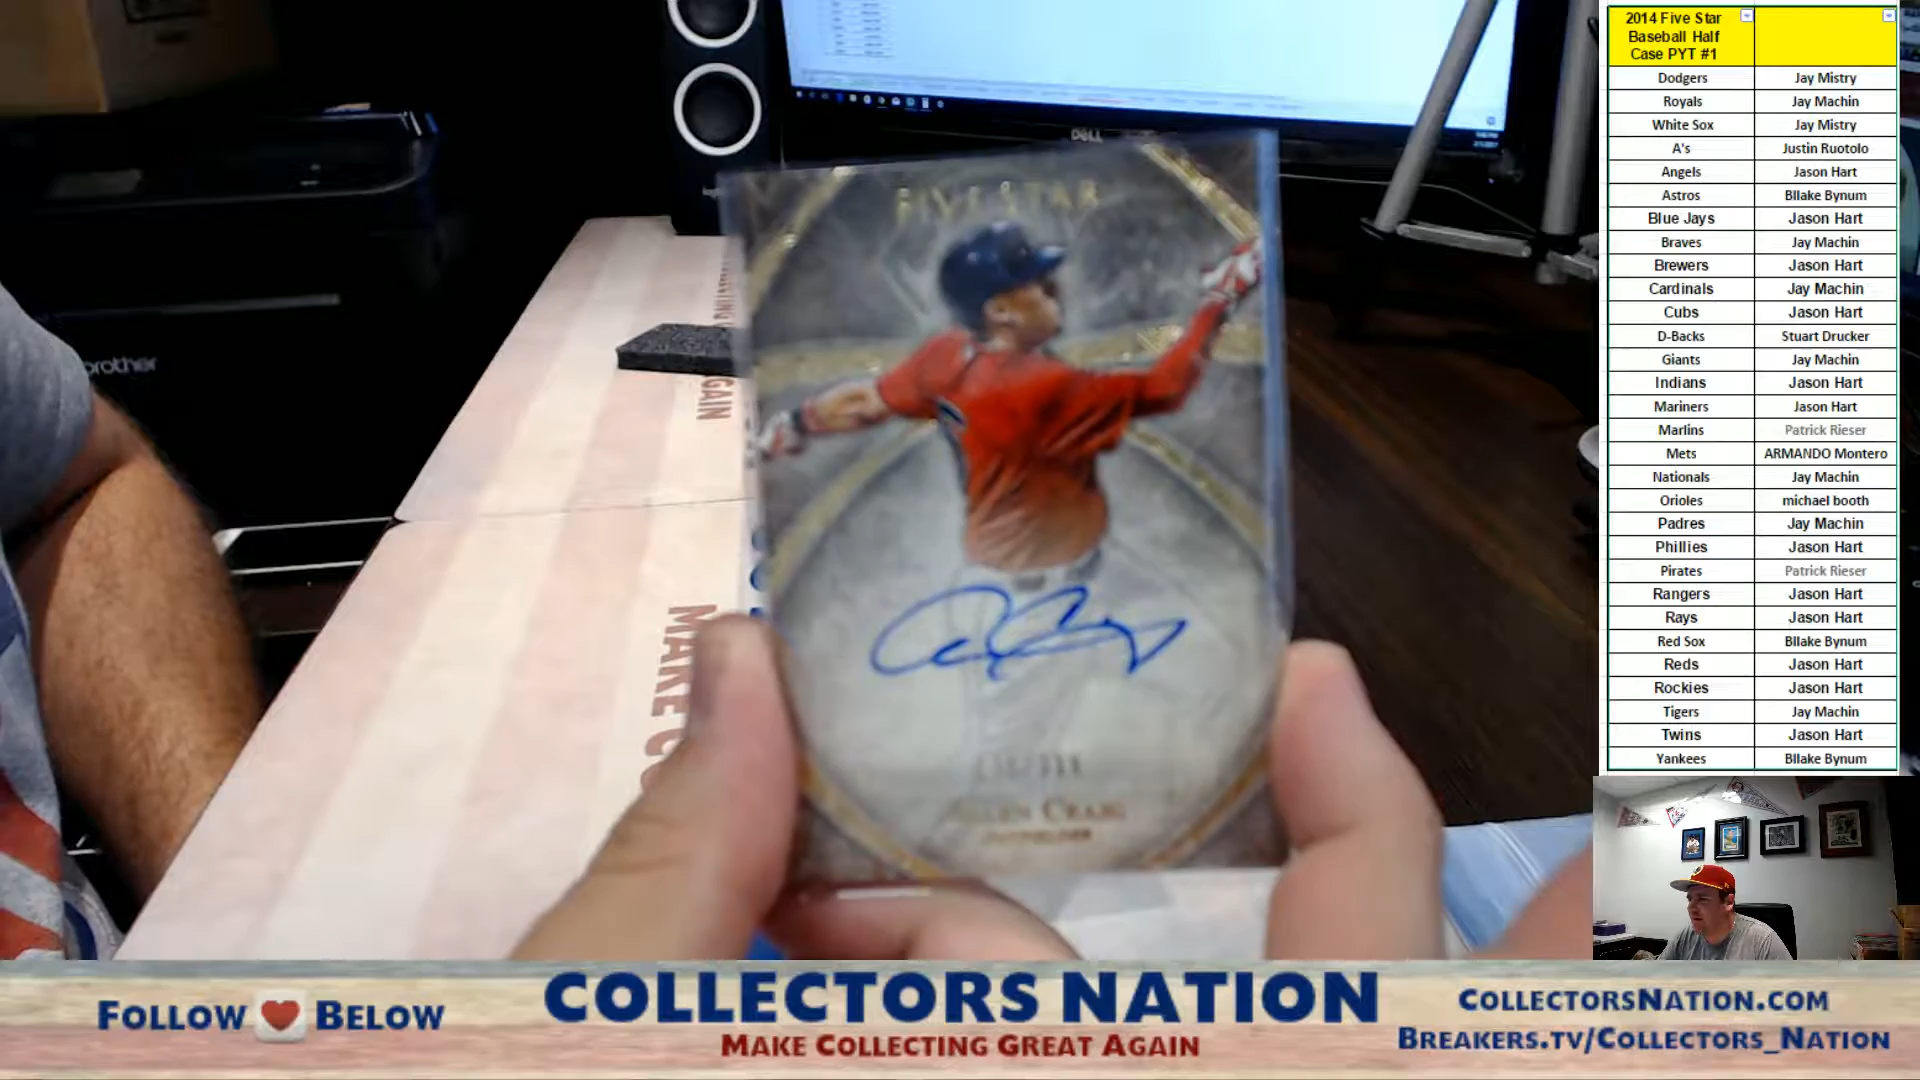 2014 Five Star
Baseball Half
Case PYT #1
Dodgers Jay Mistry
Royals Jay Machin
White Sox Jay Mistry
A's Justin Ruotolo
Angels Jason Hart
Astros Bllake Bynum
Blue Jays Jason Hart
Braves Jay Machin
Brewers Jason Hart
Cardinals Jay Machin
Cubs Jason Hart
D-Backs Stuart Drucker
Giants Jay Machin
Indians Jason Hart
Mariners Jason Hart
Marlins Patrick Rieser
Mets ARMANDO Montero
Nationals Jay Machin
Orioles michael booth
Padres Jay Machin
Phillies Jason Hart
Pirates Patrick Rieser
Rangers Jason Hart
Rays Jason Hart
Red Sox Bllake Bynum
Reds Jason Hart
Rockies Jason Hart
Tigers Jay Machin
Twins Jason Hart
Yankees Bllake Bynum
DELL
FIVE STAR
brother
AGAIN
MAKE
ALLEN CRAIG
OUTFIELDER
FOLLOW BELOW
COLLECTORS NATION
MAKE COLLECTING GREAT AGAIN
COLLECTORSNATION.COM
BREAKERS.TV/COLLECTORS_NATION